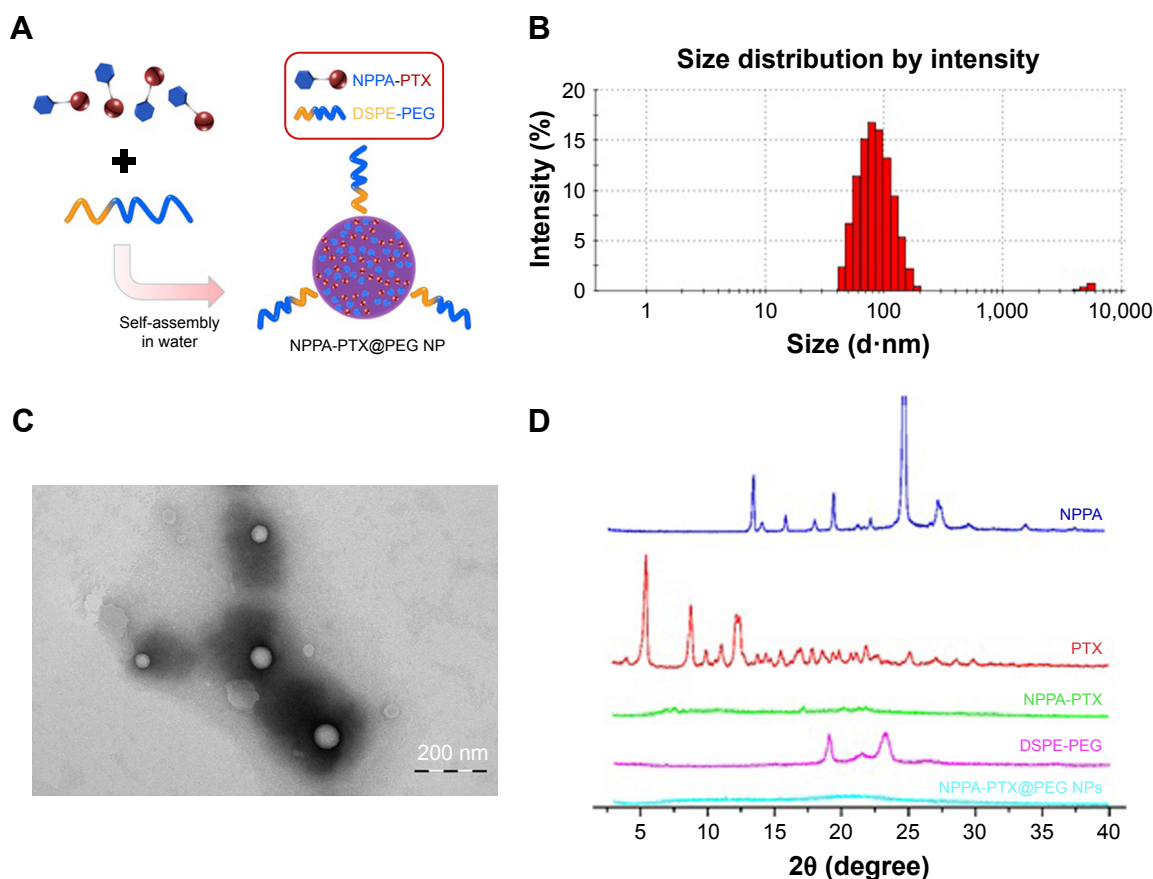 A
NPPA-PTX
DSPE-PEG
Self-assembly
in water
NPPA-PTX@PEG NP
B
Size distribution by intensity
Intensity (%)
20
15
10
5
0
1
10
100
1,000
10,000
Size (d·nm)
C
200 nm
D
NPPA
PTX
NPPA-PTX
DSPE-PEG
NPPA-PTX@PEG NPs
5
10
15
20
25
30
35
40
2θ (degree)